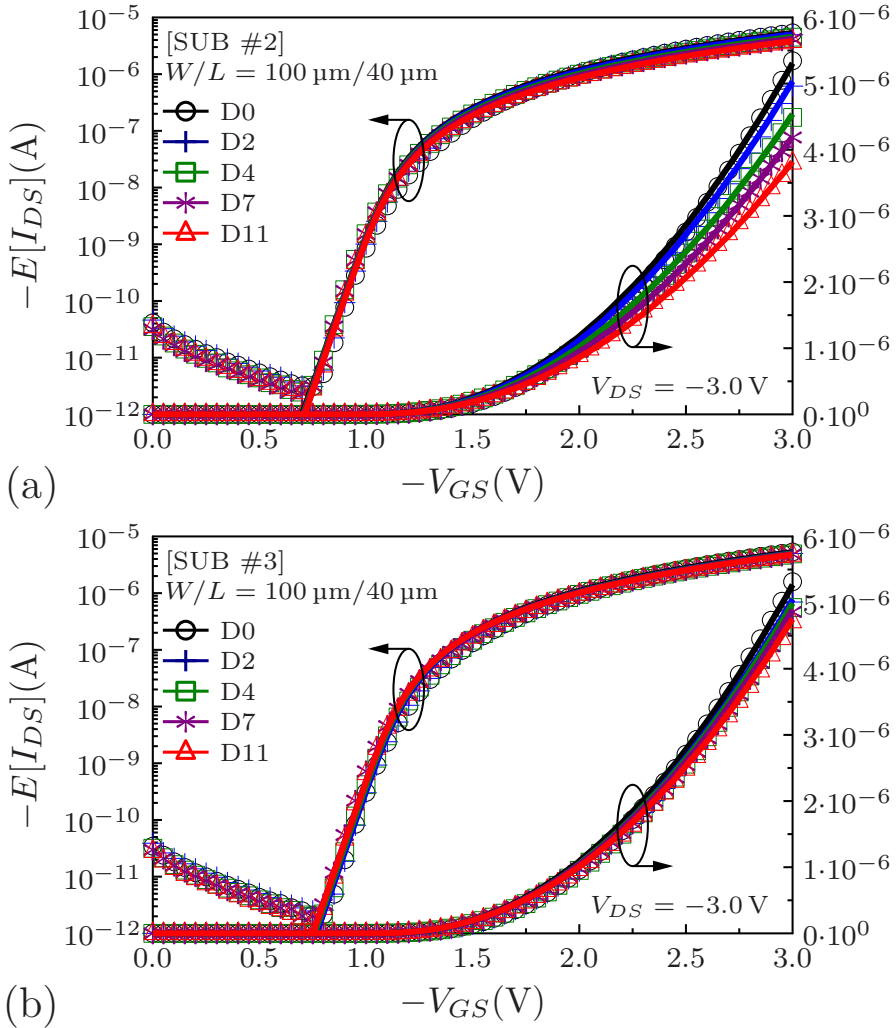 10⁻⁵
10⁻⁶
10⁻⁷
10⁻⁸
10⁻⁹
10⁻¹⁰
10⁻¹¹
10⁻¹²
−E[I_DS](A)
[SUB #2]
W/L = 100 μm/40 μm
D0
D2
D4
D7
D11
V_DS = −3.0 V
6·10⁻⁶
5·10⁻⁶
4·10⁻⁶
3·10⁻⁶
2·10⁻⁶
1·10⁻⁶
0·10⁰
0.0 0.5 1.0 1.5 2.0 2.5 3.0
−V_GS(V)
(a)
10⁻⁵
10⁻⁶
10⁻⁷
10⁻⁸
10⁻⁹
10⁻¹⁰
10⁻¹¹
10⁻¹²
−E[I_DS](A)
[SUB #3]
W/L = 100 μm/40 μm
D0
D2
D4
D7
D11
V_DS = −3.0 V
6·10⁻⁶
5·10⁻⁶
4·10⁻⁶
3·10⁻⁶
2·10⁻⁶
1·10⁻⁶
0·10⁰
0.0 0.5 1.0 1.5 2.0 2.5 3.0
−V_GS(V)
(b)